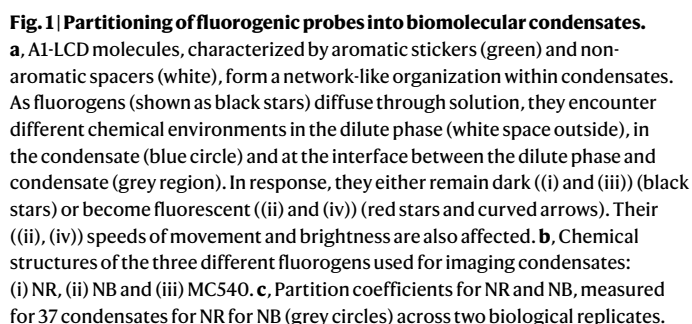 Fig. 1 | Partitioning of fluorogenic probes into biomolecular condensates.
a, A1-LCD molecules, characterized by aromatic stickers (green) and non-
aromatic spacers (white), form a network-like organization within condensates.
As fluorogens (shown as black stars) diffuse through solution, they encounter
different chemical environments in the dilute phase (white space outside), in
the condensate (blue circle) and at the interface between the dilute phase and
condensate (grey region). In response, they either remain dark ((i) and (iii)) (black
stars) or become fluorescent ((ii) and (iv)) (red stars and curved arrows). Their
((ii), (iv)) speeds of movement and brightness are also affected. b, Chemical
structures of the three different fluorogens used for imaging condensates:
(i) NR, (ii) NB and (iii) MC540. c, Partition coefficients for NR and NB, measured
for 37 condensates for NR for NB (grey circles) across two biological replicates.